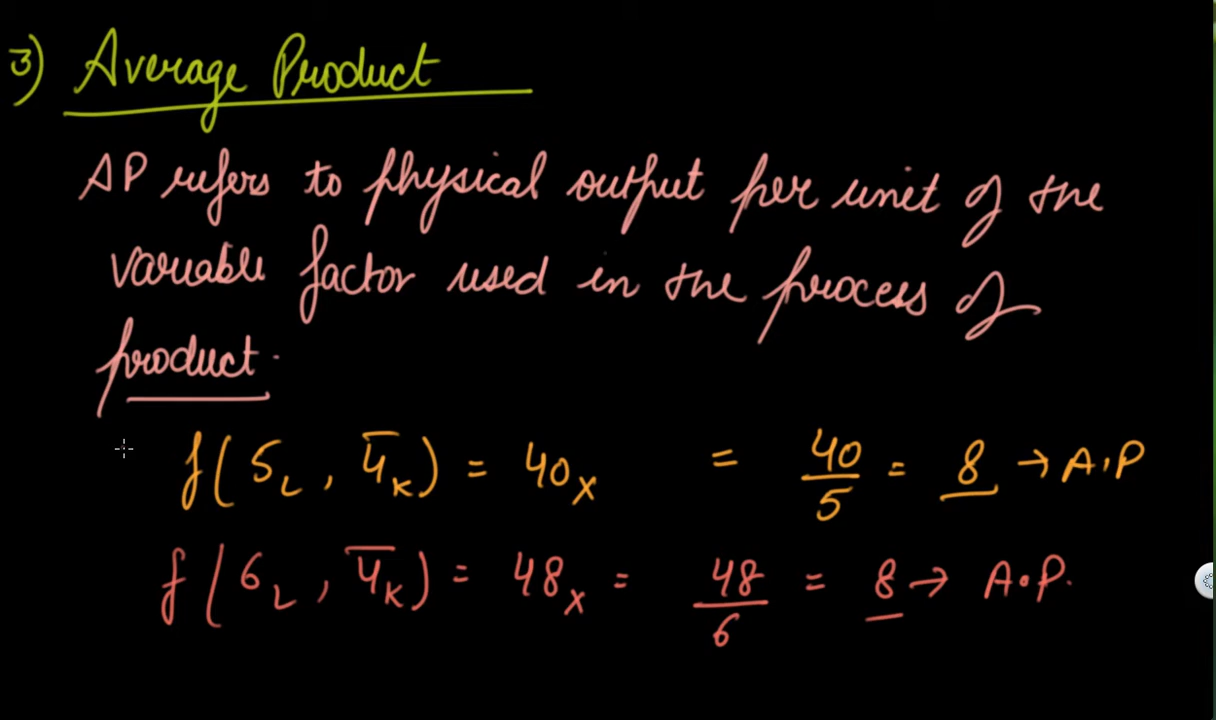 3) Average Product
AP refers to physical output per unit of the
variable factor used in the process of
product.
f(5L, 4̅K) = 40x = 40/5 = 8 → A.P
f(6L, 4̅K) = 48x = 48/6 = 8 → A.P.